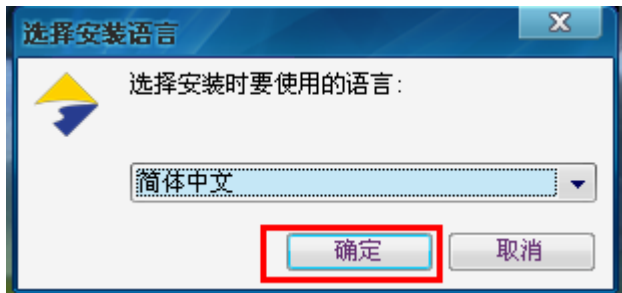 选择安装语言
选择安装时要使用的语言:
简体中文
确定
取消